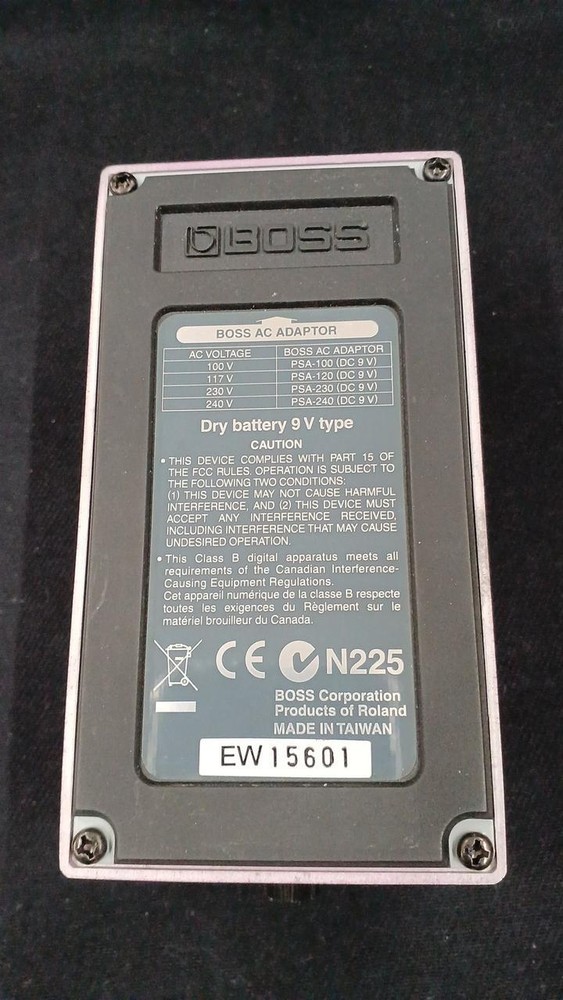 BOSS
BOSS AC ADAPTOR
AC VOLTAGE BOSS AC ADAPTOR
100 V PSA-100 (DC 9 V)
117 V PSA-120 (DC 9 V)
230 V PSA-230 (DC 9 V)
240 V PSA-240 (DC 9 V)
Dry battery 9 V type
CAUTION
• THIS DEVICE COMPLIES WITH PART 15 OF
THE FCC RULES. OPERATION IS SUBJECT TO
THE FOLLOWING TWO CONDITIONS:
(1) THIS DEVICE MAY NOT CAUSE HARMFUL
INTERFERENCE, AND (2) THIS DEVICE MUST
ACCEPT ANY INTERFERENCE RECEIVED,
INCLUDING INTERFERENCE THAT MAY CAUSE
UNDESIRED OPERATION.
• This Class B digital apparatus meets all
requirements of the Canadian Interference-
Causing Equipment Regulations.
Cet appareil numérique de la classe B respecte
toutes les exigences du Règlement sur le
matériel brouilleur du Canada.
CE N225
BOSS Corporation
Products of Roland
MADE IN TAIWAN
EW15601